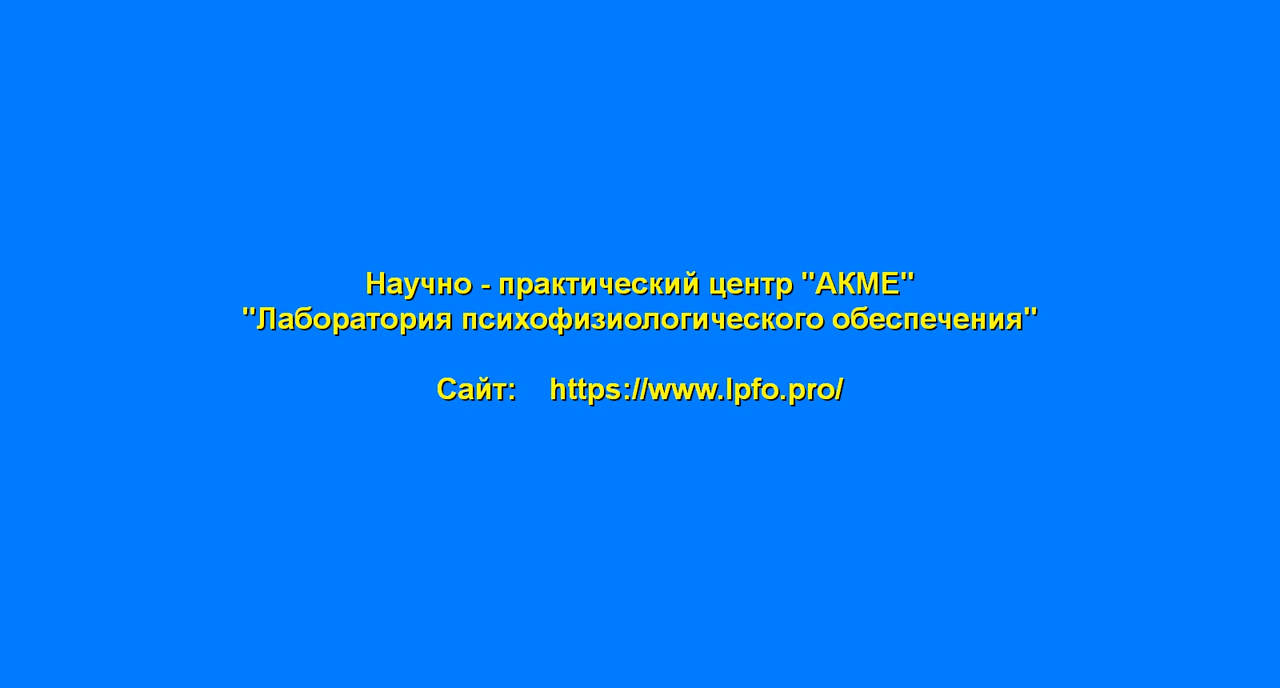 Научно - практический центр "АКМЕ"
"Лаборатория психофизиологического обеспечения"
Сайт: https://www.lpfo.pro/